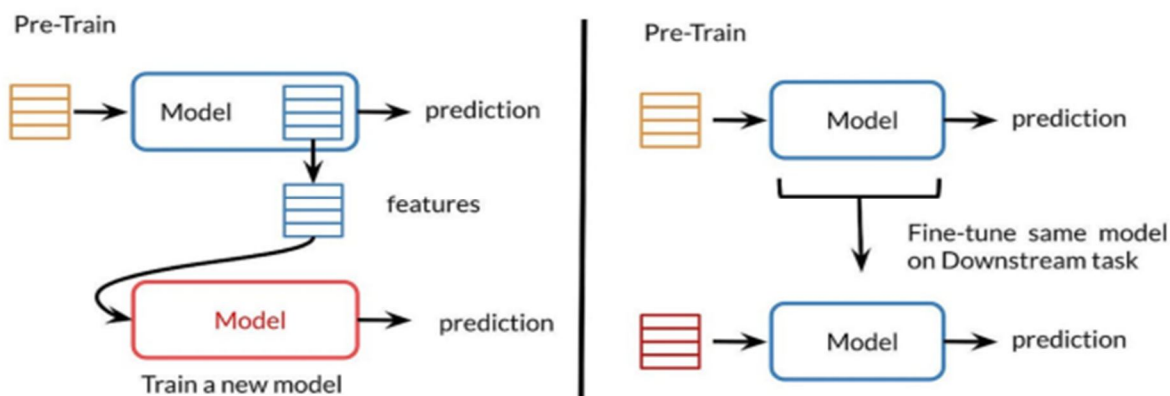 Pre-Train
Model
prediction
features
Model
prediction
Train a new model
Pre-Train
Model
prediction
Fine-tune same model
on Downstream task
Model
prediction